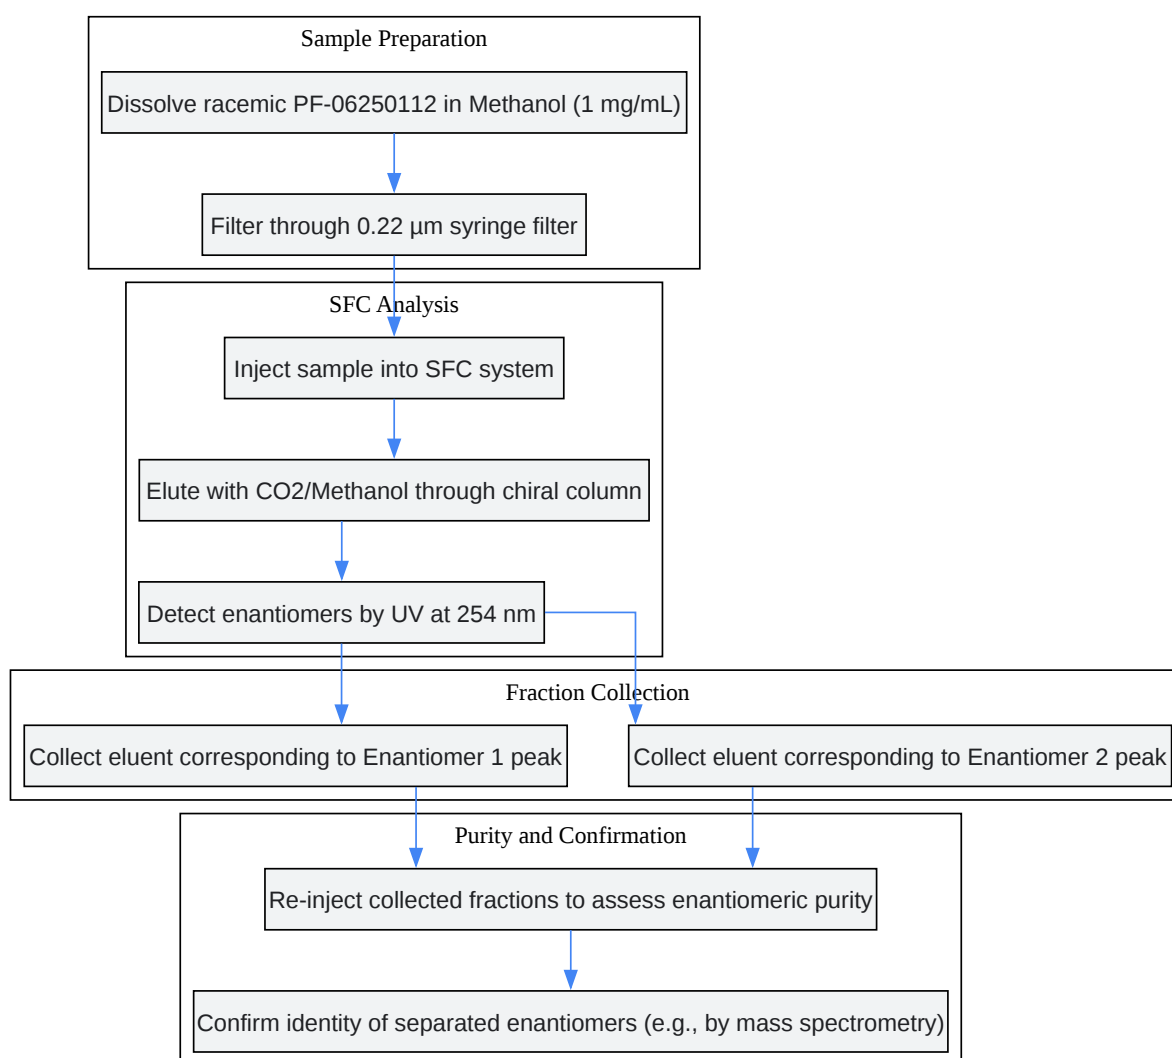 Sample Preparation
Dissolve racemic PF-06250112 in Methanol (1 mg/mL)
Filter through 0.22 µm syringe filter
SFC Analysis
Inject sample into SFC system
Elute with CO2/Methanol through chiral column
Detect enantiomers by UV at 254 nm
Fraction Collection
Collect eluent corresponding to Enantiomer 1 peak
Collect eluent corresponding to Enantiomer 2 peak
Purity and Confirmation
Re-inject collected fractions to assess enantiomeric purity
Confirm identity of separated enantiomers (e.g., by mass spectrometry)